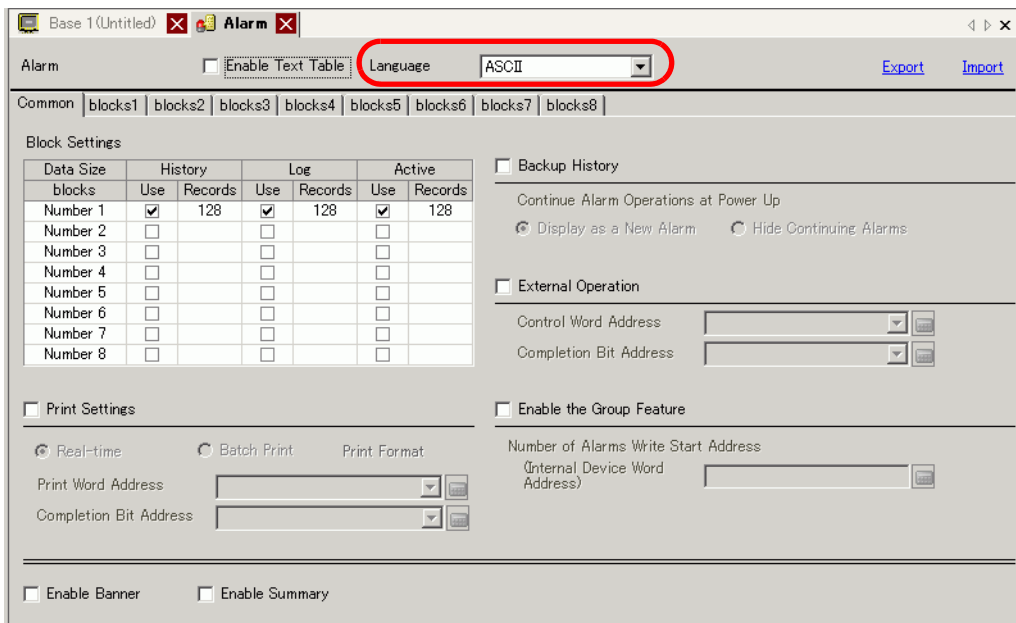 Base 1(Untitled) Alarm
Alarm Enable Text Table Language ASCII Export Import
Common blocks1 blocks2 blocks3 blocks4 blocks5 blocks6 blocks7 blocks8
Block Settings
Data Size History Log Active
blocks Use Records Use Records Use Records
Number 1 128 128 128
Number 2
Number 3
Number 4
Number 5
Number 6
Number 7
Number 8
Backup History
Continue Alarm Operations at Power Up
Display as a New Alarm Hide Continuing Alarms
External Operation
Control Word Address
Completion Bit Address
Print Settings
Real-time Batch Print Print Format
Print Word Address
Completion Bit Address
Enable the Group Feature
Number of Alarms Write Start Address
(Internal Device Word
Address)
Enable Banner Enable Summary